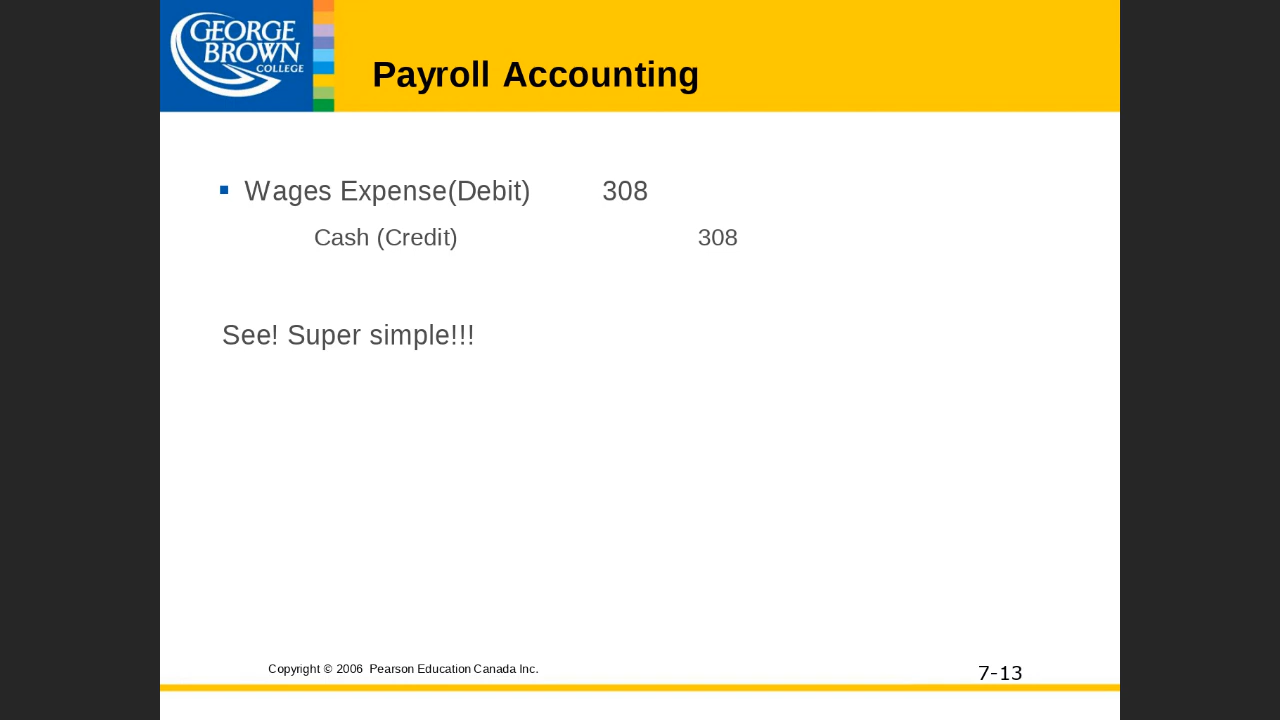 GEORGE
BROWN
COLLEGE
Payroll Accounting
Wages Expense(Debit) 308
Cash (Credit) 308
See! Super simple!!!
Copyright © 2006 Pearson Education Canada Inc.
7-13